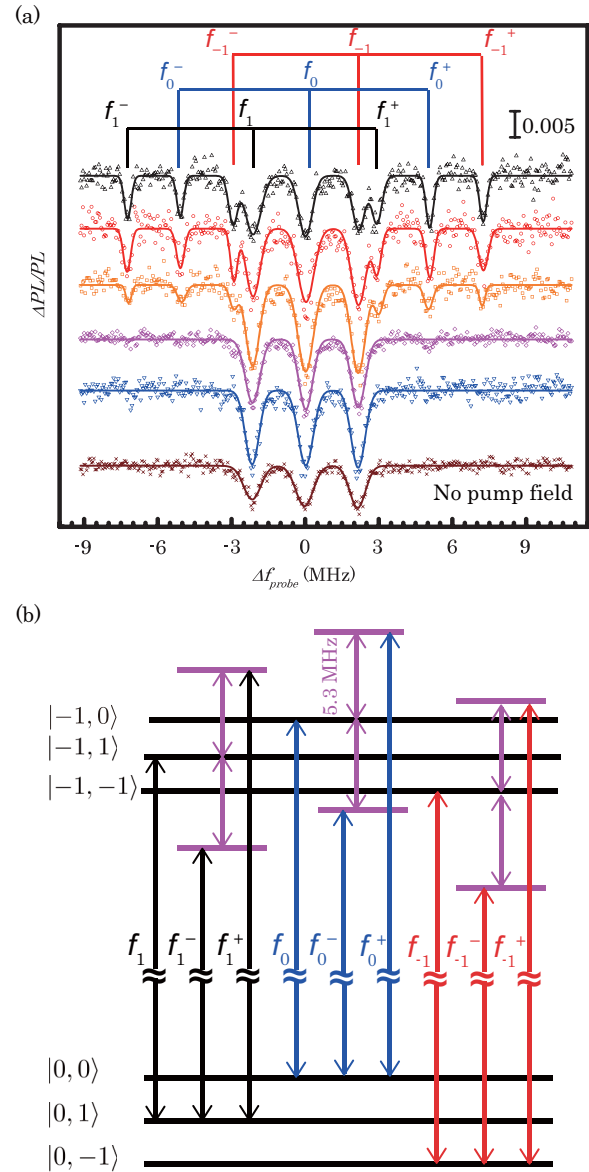 (a)
f₋₁⁻ f₋₁ f₋₁⁺
f₀⁻ f₀ f₀⁺
f₁⁻ f₁ f₁⁺
0.005
ΔPL/PL
No pump field
-9 -6 -3 0 3 6 9
Δf_probe (MHz)
(b)
5.3 MHz
|−1, 0⟩
|−1, 1⟩
|−1, −1⟩
f₁ f₁⁻ f₁⁺ f₀ f₀⁻ f₀⁺ f₋₁ f₋₁⁻ f₋₁⁺
|0, 0⟩
|0, 1⟩
|0, −1⟩